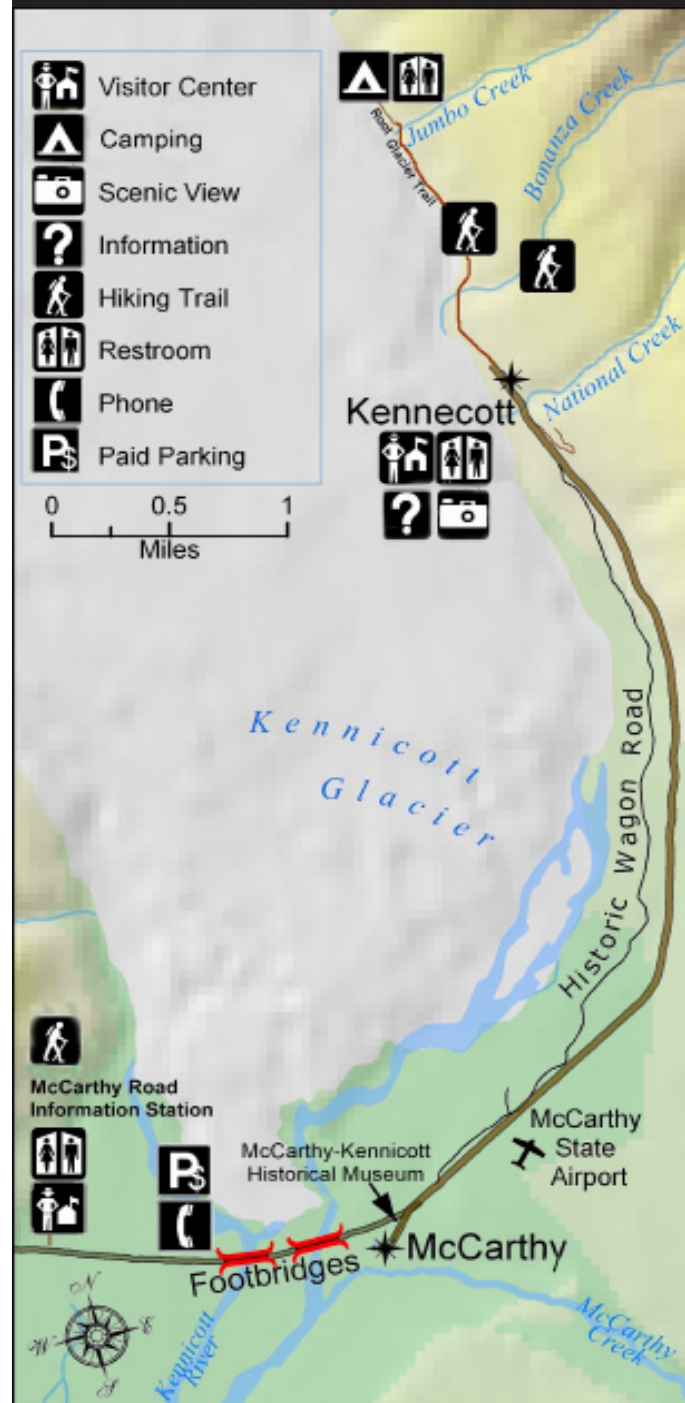 Visitor Center
Camping
Scenic View
?
Information
Hiking Trail
Restroom
Phone
P$
Paid Parking
0 0.5 1
Miles
Root Glacier Trail
Jumbo Creek
Bonanza Creek
National Creek
Kennecott
?
Kennicott
Glacier
Historic Wagon Road
McCarthy Road
Information Station
P$
McCarthy-Kennicott
Historical Museum
McCarthy
State
Airport
McCarthy
Footbridges
Kennicott
River
McCarthy
Creek
N
W
E
S